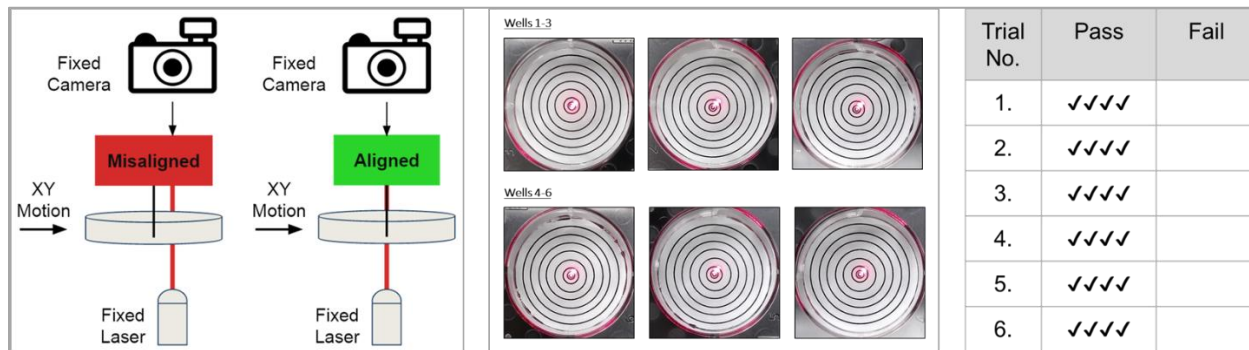 Fixed
Camera
Fixed
Camera
Misaligned
Aligned
XY
Motion
XY
Motion
Fixed
Laser
Fixed
Laser
Wells 1-3
Wells 4-6
Trial No. Pass Fail
1. ✓✓✓✓
2. ✓✓✓✓
3. ✓✓✓✓
4. ✓✓✓✓
5. ✓✓✓✓
6. ✓✓✓✓